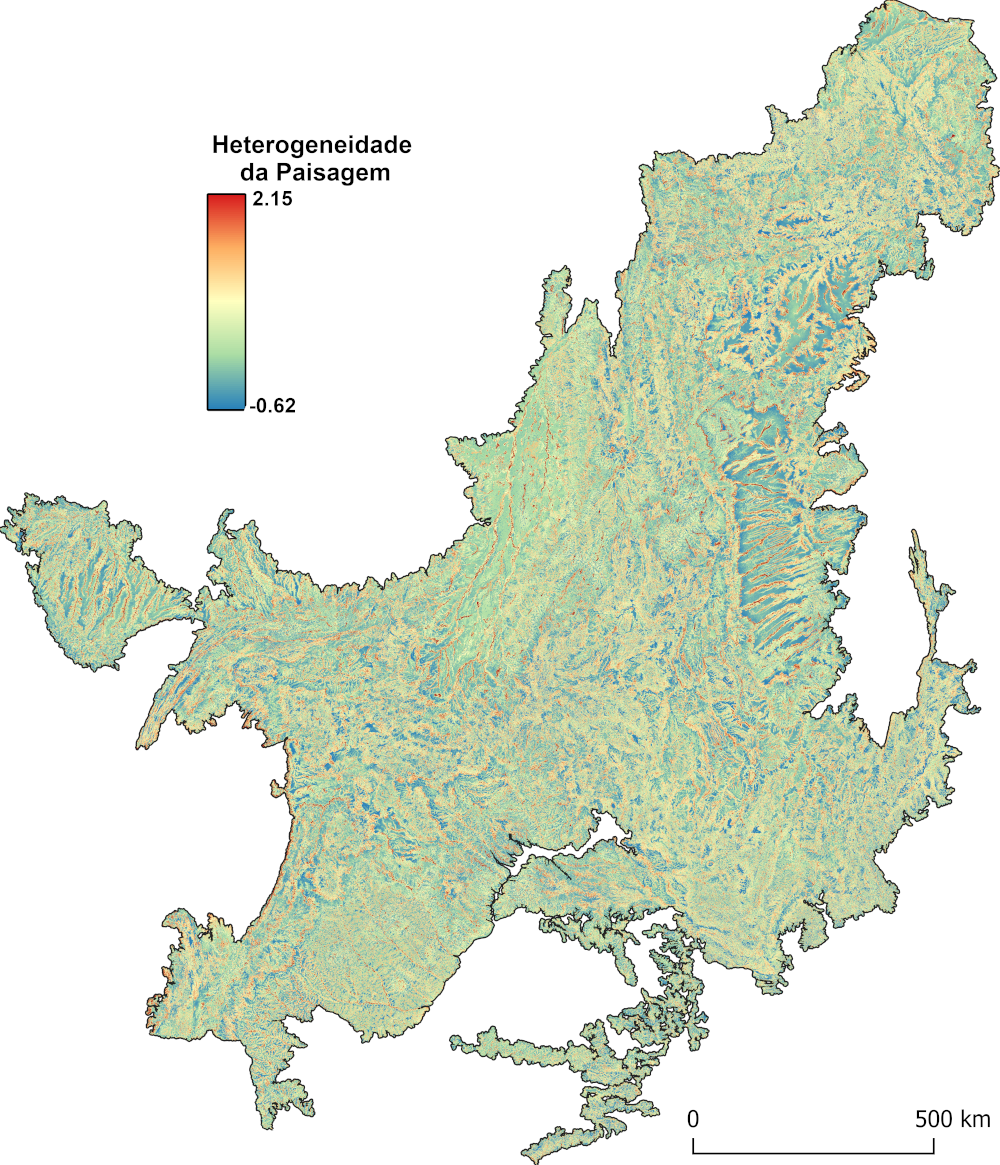 Heterogeneidade
da Paisagem
2.15
-0.62
0 500 km